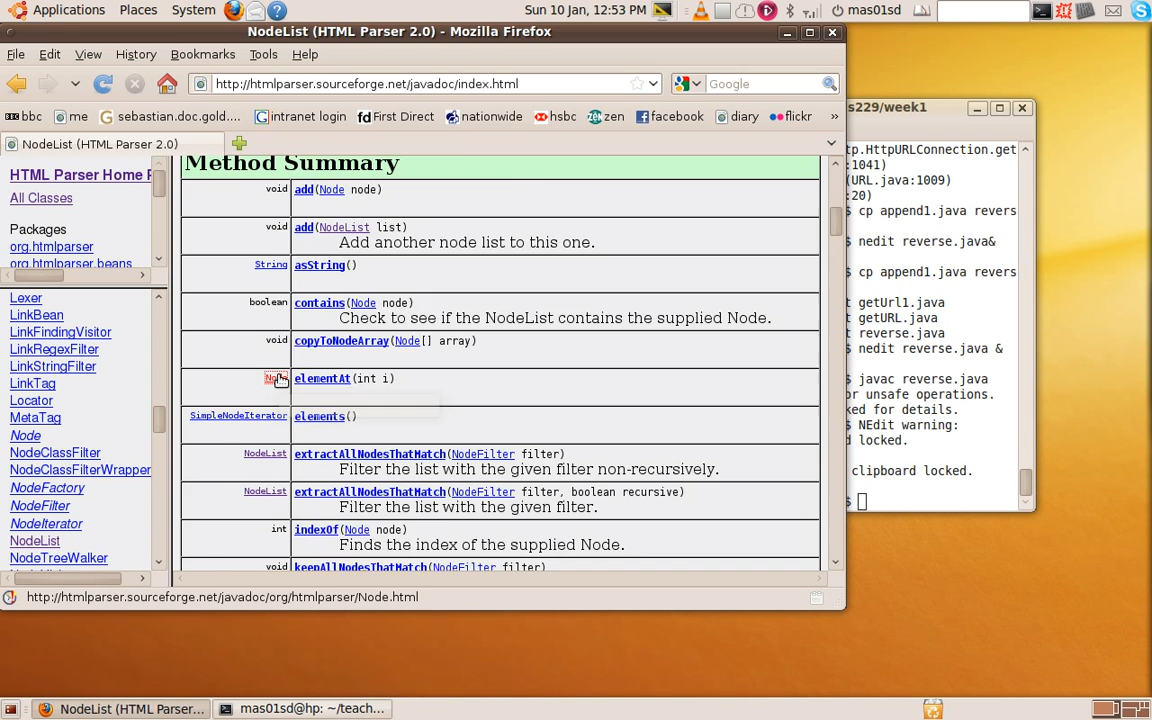 Applications Places System Sun 10 Jan, 12:53 PM mas01sd
NodeList (HTML Parser 2.0) - Mozilla Firefox
File Edit View History Bookmarks Tools Help
http://htmlparser.sourceforge.net/javadoc/index.html Google
bbc me sebastian.doc.gold.... intranet login First Direct nationwide hsbc zen facebook diary flickr »
NodeList (HTML Parser 2.0)
HTML Parser Home P
All Classes
Packages
org.htmlparser
org.htmlparser.beans
Lexer
LinkBean
LinkFindingVisitor
LinkRegexFilter
LinkStringFilter
LinkTag
Locator
MetaTag
Node
NodeClassFilter
NodeClassFilterWrapper
NodeFactory
NodeFilter
NodeIterator
NodeList
NodeTreeWalker
Method Summary
void add(Node node)
void add(NodeList list)
Add another node list to this one.
String asString()
boolean contains(Node node)
Check to see if the NodeList contains the supplied Node.
void copyToNodeArray(Node[] array)
elementAt(int i)
SimpleNodeIterator elements()
NodeList extractAllNodesThatMatch(NodeFilter filter)
Filter the list with the given filter non-recursively.
NodeList extractAllNodesThatMatch(NodeFilter filter, boolean recursive)
Filter the list with the given filter.
int indexOf(Node node)
Finds the index of the supplied Node.
void keepAllNodesThatMatch(NodeFilter filter)
http://htmlparser.sourceforge.net/javadoc/org/htmlparser/Node.html
s229/week1
tp.HttpURLConnection.get
:1041)
(URL.java:1009)
:20)
$ cp append1.java revers
$ nedit reverse.java&
$ cp append1.java revers
t getUrl1.java
t getURL.java
t reverse.java
$ nedit reverse.java &
$ javac reverse.java
or unsafe operations.
ked for details.
$ NEdit warning:
d locked.
clipboard locked.
$
NodeList (HTML Parser... mas01sd@hp: ~/teach...